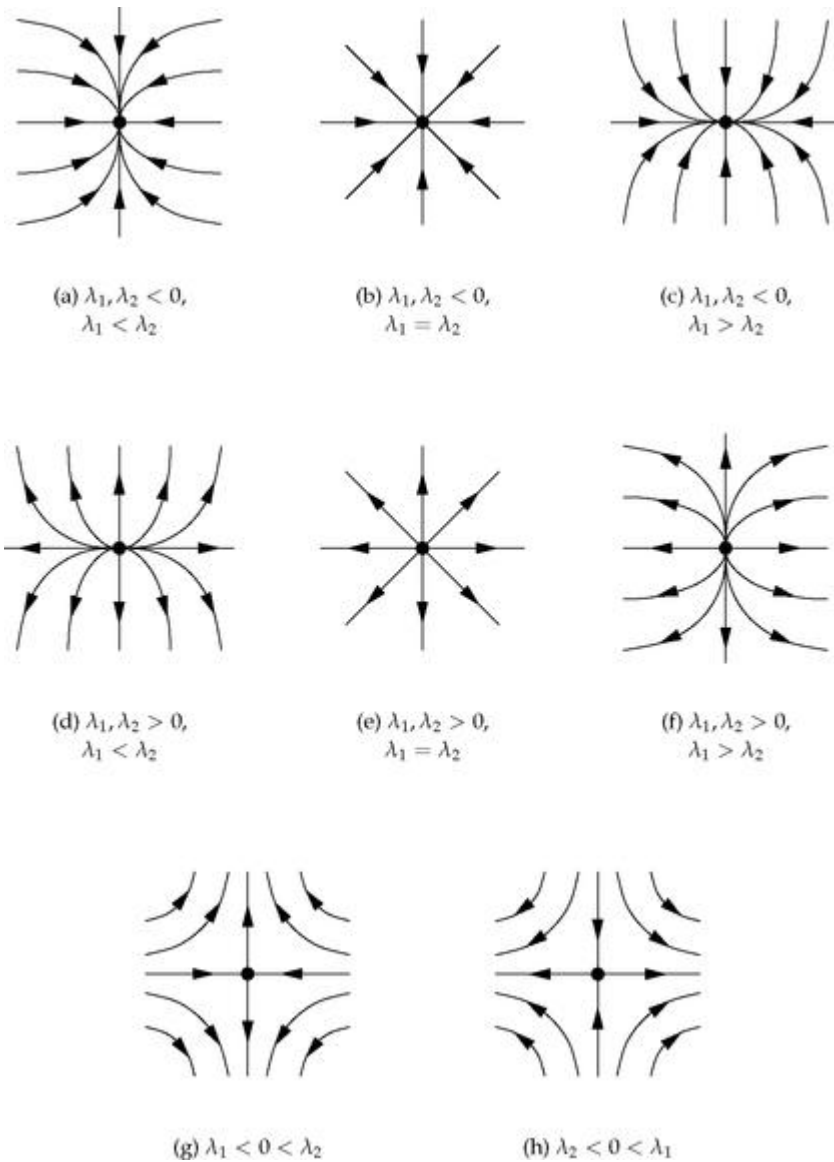 (a) λ₁, λ₂ < 0,
λ₁ < λ₂
(b) λ₁, λ₂ < 0,
λ₁ = λ₂
(c) λ₁, λ₂ < 0,
λ₁ > λ₂
(d) λ₁, λ₂ > 0,
λ₁ < λ₂
(e) λ₁, λ₂ > 0,
λ₁ = λ₂
(f) λ₁, λ₂ > 0,
λ₁ > λ₂
(g) λ₁ < 0 < λ₂
(h) λ₂ < 0 < λ₁